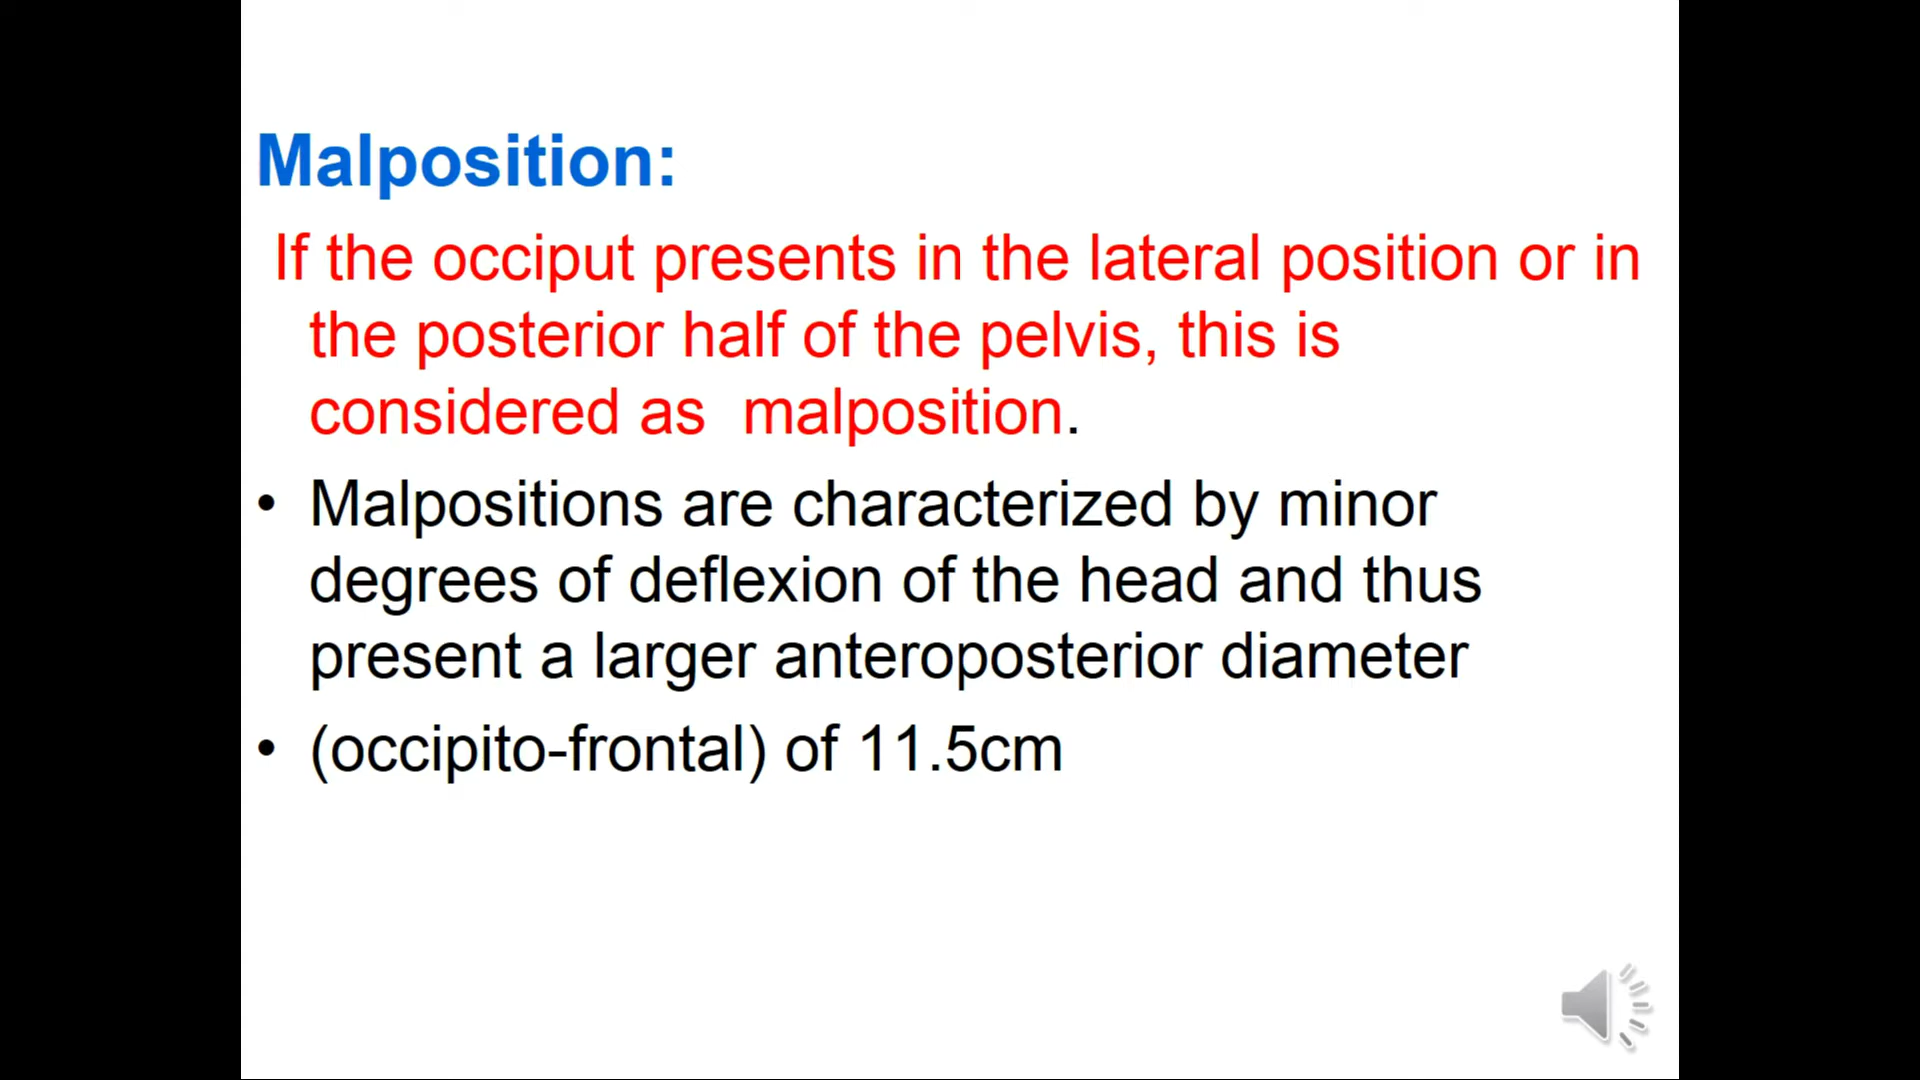 Malposition:
If the occiput presents in the lateral position or in
the posterior half of the pelvis, this is
considered as  malposition.
• Malpositions are characterized by minor
degrees of deflexion of the head and thus
present a larger anteroposterior diameter
• (occipito-frontal) of 11.5cm